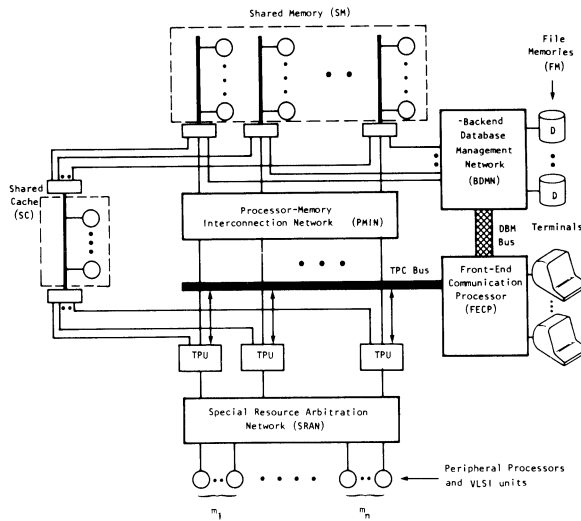 Shared Memory (SM)
File
Memories
(FM)
-Backend
Database
Management
Network
(BDMN)
D
D
Shared
Cache
(SC)
Processor-Memory
Interconnection Network (PMIN)
DBM
Bus
Terminals
TPC Bus
Front-End
Communication
Processor
(FECP)
TPU
TPU
TPU
Special Resource Arbitration
Network (SRAN)
Peripheral Processors
and VLSI units
m1
mn